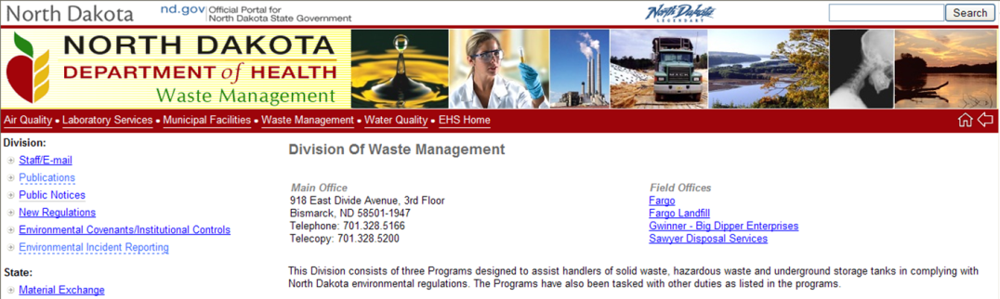 North Dakota
nd.gov Official Portal for
North Dakota State Government
North Dakota
LEGENDARY
Search
NORTH DAKOTA
DEPARTMENT of HEALTH
Waste Management
MACK
Air Quality • Laboratory Services • Municipal Facilities • Waste Management • Water Quality • EHS Home
Division:
Staff/E-mail
Publications
Public Notices
New Regulations
Environmental Covenants/Institutional Controls
Environmental Incident Reporting
State:
Material Exchange
Division Of Waste Management
Main Office
918 East Divide Avenue, 3rd Floor
Bismarck, ND 58501-1947
Telephone: 701.328.5166
Telecopy: 701.328.5200
Field Offices
Fargo
Fargo Landfill
Gwinner - Big Dipper Enterprises
Sawyer Disposal Services
This Division consists of three Programs designed to assist handlers of solid waste, hazardous waste and underground storage tanks in complying with
North Dakota environmental regulations. The Programs have also been tasked with other duties as listed in the programs.